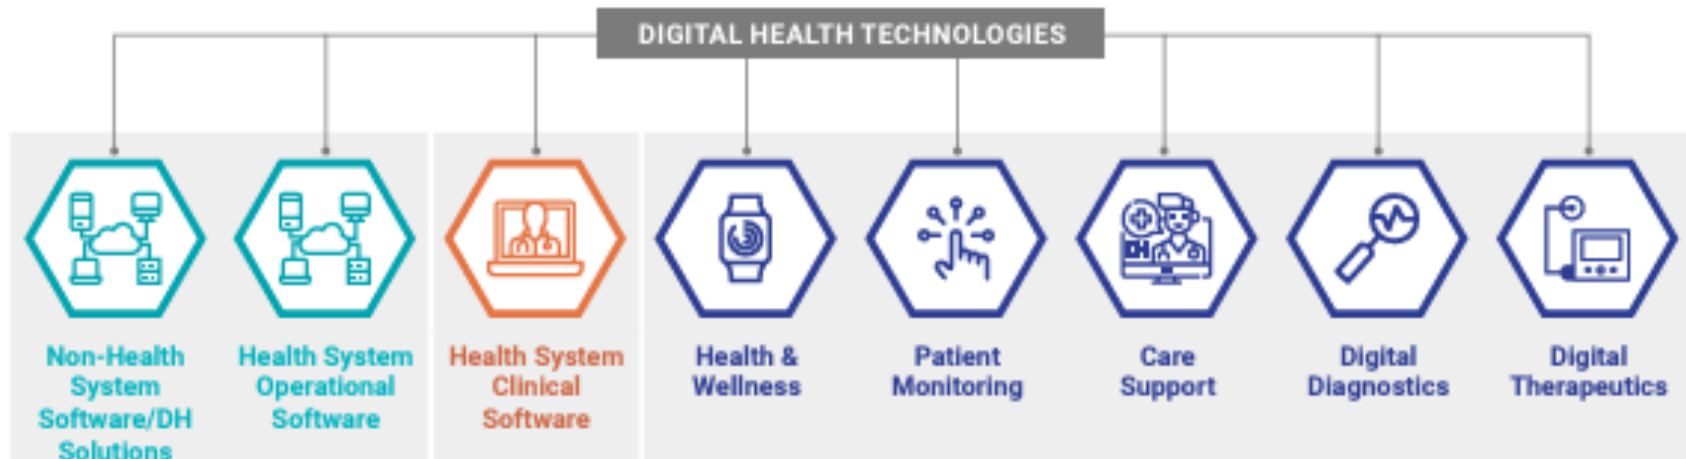 DIGITAL HEALTH TECHNOLOGIES
Non-Health
System
Software/DH
Solutions
Health System
Operational
Software
Health System
Clinical
Software
Health &
Wellness
Patient
Monitoring
DH
Care
Support
Digital
Diagnostics
Digital
Therapeutics